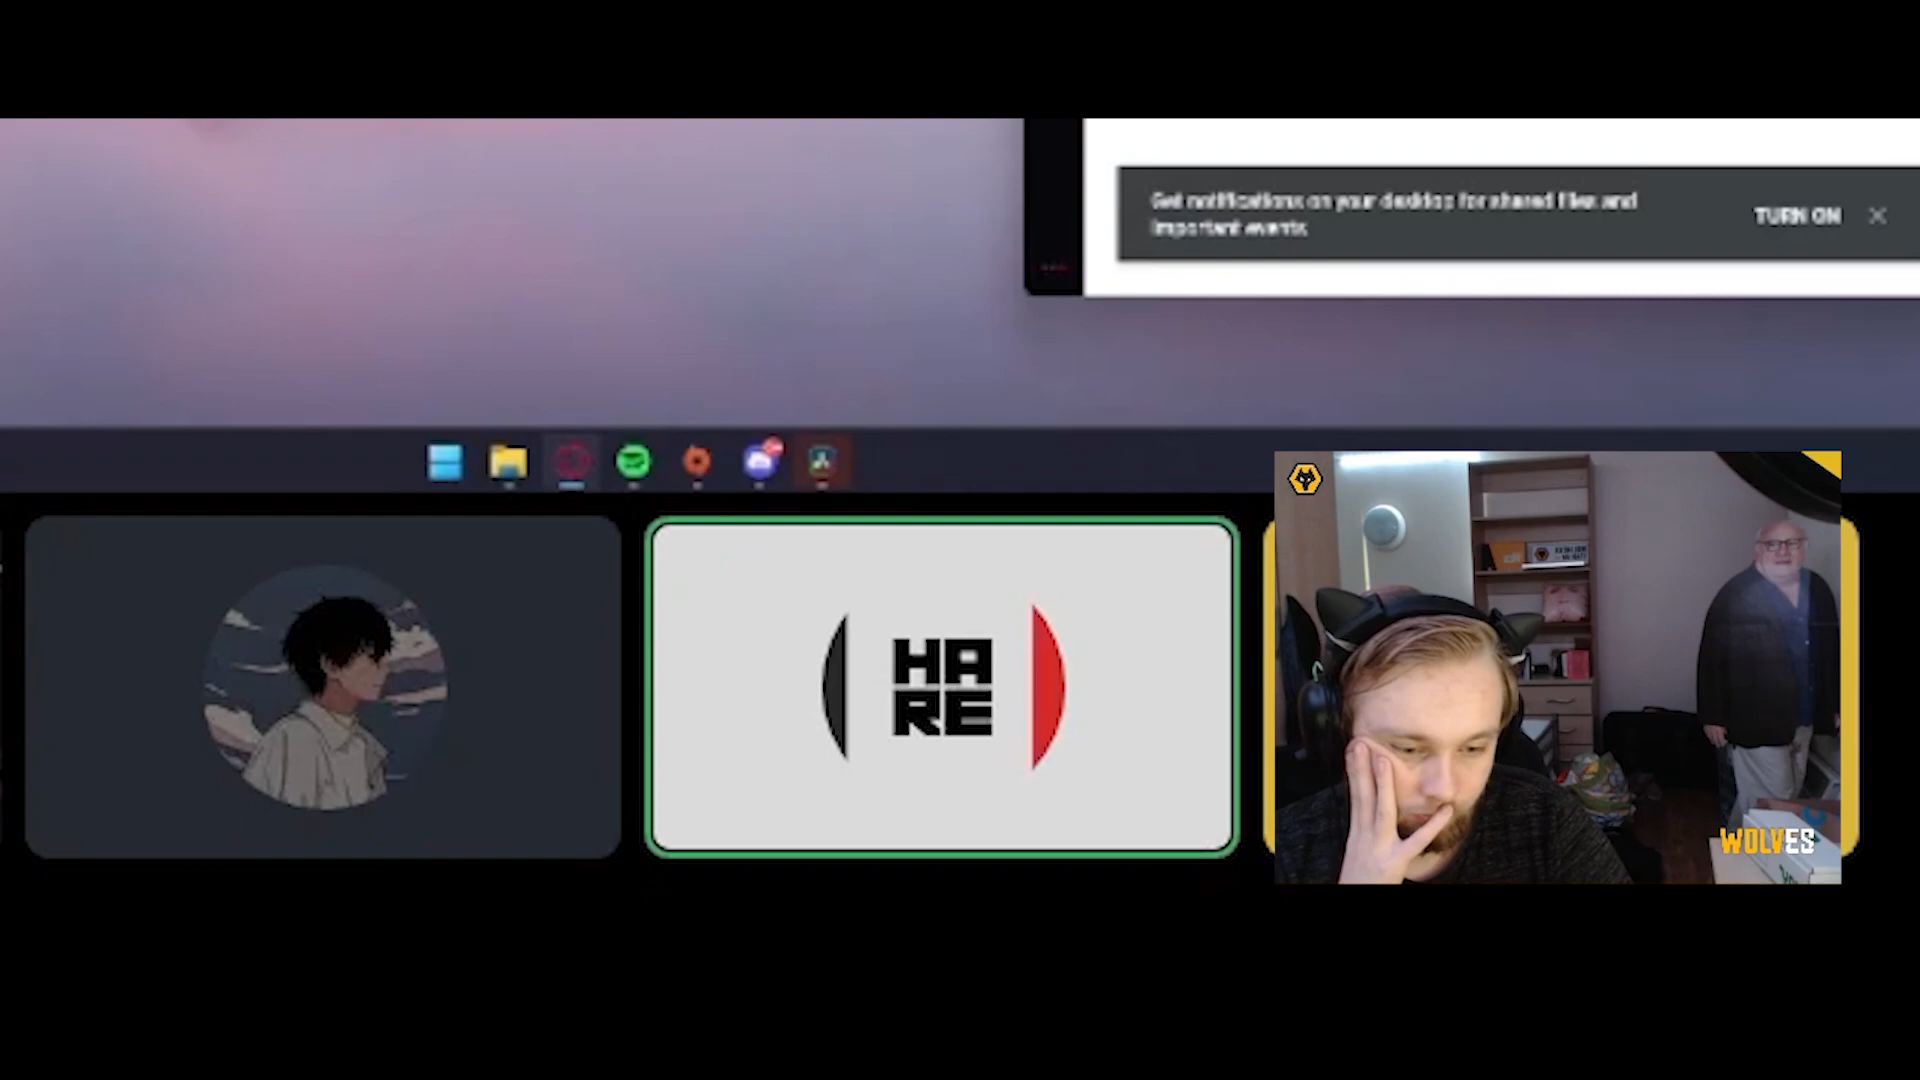 Get notifications on your desktop for shared files and
important events
TURN ON
HA
RE
WOLVES